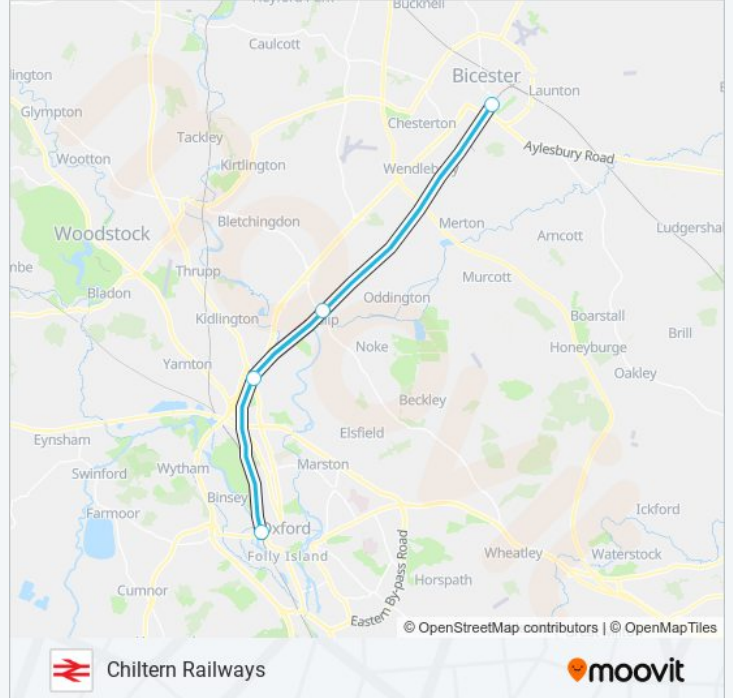 Bucknell
Caulcott
Bicester
Launton
Glympton
Chesterton
Tackley
Aylesbury Road
Wootton
Kirtlington
Bletchingdon
Merton
Ludgersha
Woodstock
Arncott
Thrupp
Murcott
Bladon
Oddington
Kidlington
Boarstall
Noke
Honeyburge
Brill
Yarnton
Oakley
Beckley
Eynsham
Elsfield
Swinford
Wytham
Marston
Binsey
Farmoor
Oxford
Ickford
Folly Island
Wheatley
Waterstock
Cumnor
Horspath
Eastern By-pass Road
© OpenStreetMap contributors | © OpenMapTiles
Chiltern Railways
moovit